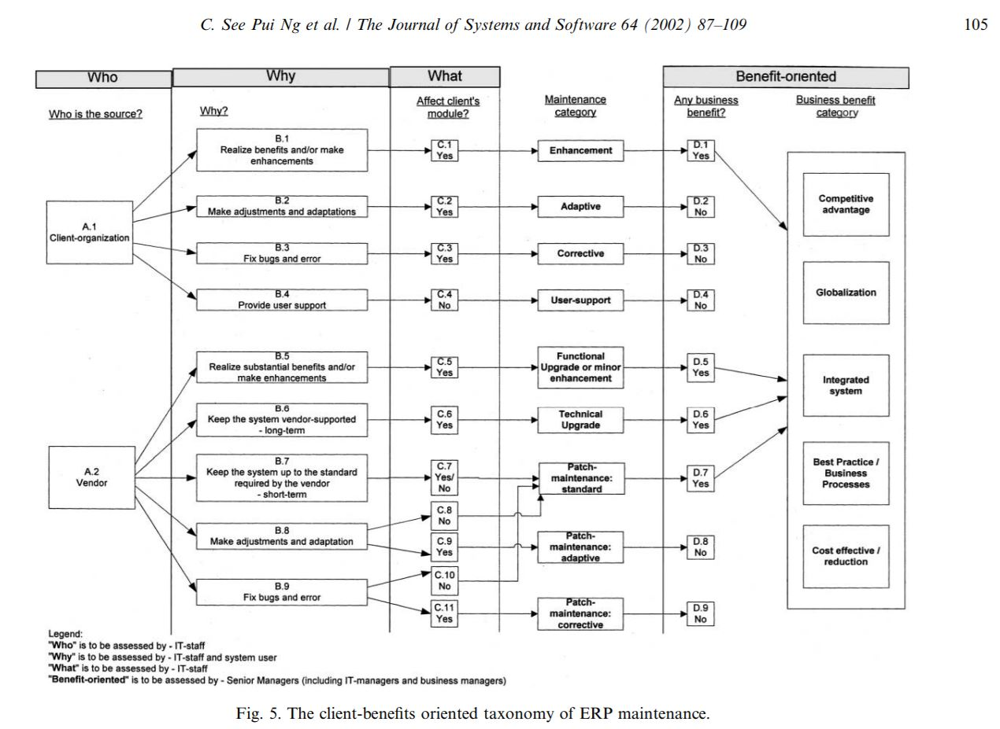 C. See Pui Ng et al. / The Journal of Systems and Software 64 (2002) 87–109
105
Who
Why
What
Benefit-oriented
Who is the source?
Why?
Affect client's
module?
Maintenance
category
Any business
benefit?
Business benefit
category
A.1
Client-organization
B.1
Realize benefits and/or make
enhancements
C.1
Yes
Enhancement
D.1
Yes
B.2
Make adjustments and adaptations
C.2
Yes
Adaptive
D.2
No
B.3
Fix bugs and error
C.3
Yes
Corrective
D.3
No
B.4
Provide user support
C.4
No
User-support
D.4
No
A.2
Vendor
B.5
Realize substantial benefits and/or
make enhancements
C.5
Yes
Functional
Upgrade or minor
enhancement
D.5
Yes
B.6
Keep the system vendor-supported
- long-term
C.6
Yes
Technical
Upgrade
D.6
Yes
B.7
Keep the system up to the standard
required by the vendor
- short-term
C.7
Yes/
No
Patch-
maintenance:
standard
D.7
Yes
B.8
Make adjustments and adaptation
C.8
No
C.9
Yes
Patch-
maintenance:
adaptive
D.8
No
B.9
Fix bugs and error
C.10
No
C.11
Yes
Patch-
maintenance:
corrective
D.9
No
Competitive
advantage
Globalization
Integrated
system
Best Practice /
Business
Processes
Cost effective /
reduction
Legend:
"Who" is to be assessed by - IT-staff
"Why" is to be assessed by - IT-staff and system user
"What" is to be assessed by - IT-staff
"Benefit-oriented" is to be assessed by - Senior Managers (including IT-managers and business managers)
Fig. 5. The client-benefits oriented taxonomy of ERP maintenance.